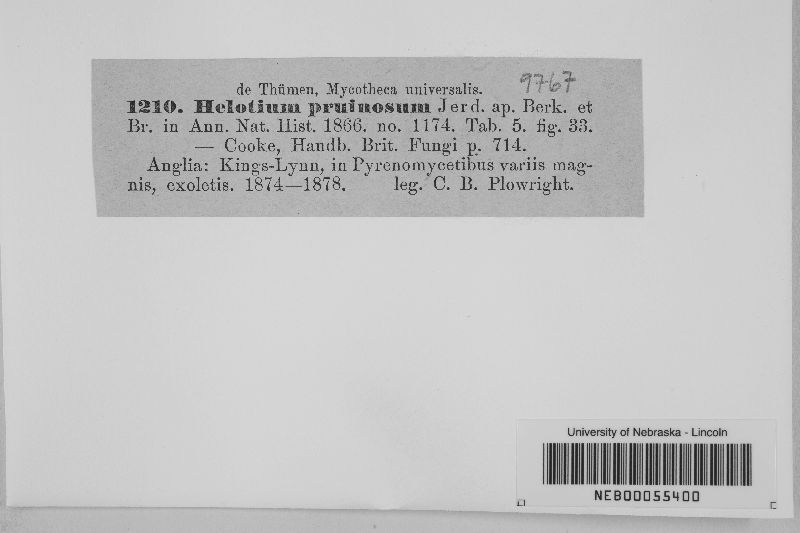 de Thümen, Mycotheca universalis. 9767
1210. Helotium pruinosum Jerd. ap. Berk. et
Br. in Ann. Nat. Hist. 1866. no. 1174. Tab. 5. fig. 33.
— Cooke, Handb. Brit. Fungi p. 714.
Anglia: Kings-Lynn, in Pyrenomycetibus variis mag-
nis, exoletis. 1874—1878. leg. C. B. Plowright.
University of Nebraska - Lincoln
NEB00055400